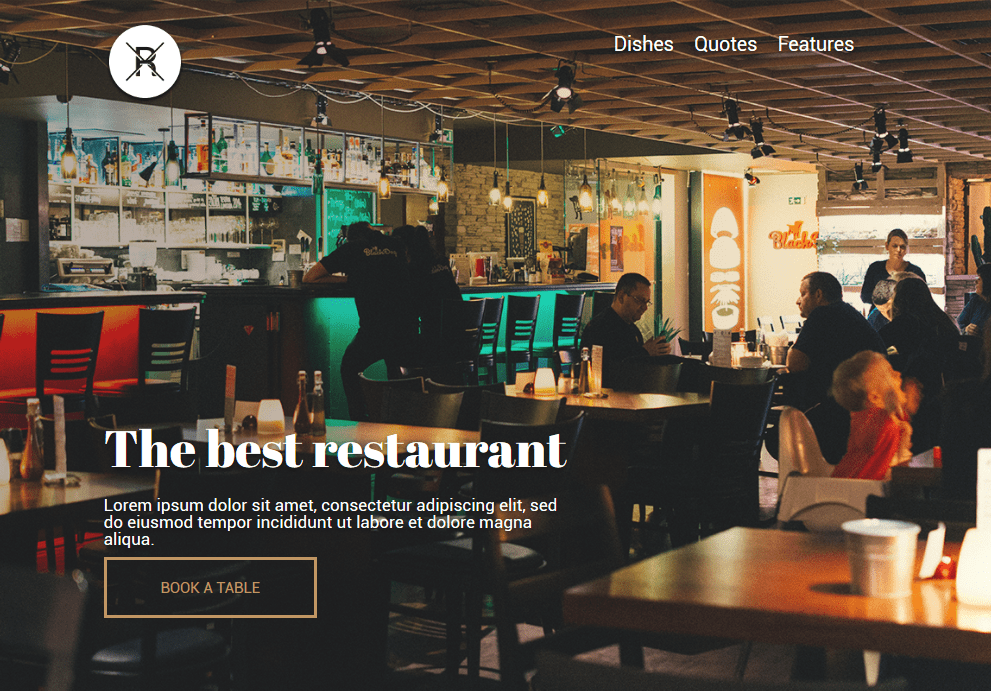 R
Dishes Quotes Features
The best restaurant
Lorem ipsum dolor sit amet, consectetur adipiscing elit, sed
do eiusmod tempor incididunt ut labore et dolore magna
aliqua.
BOOK A TABLE